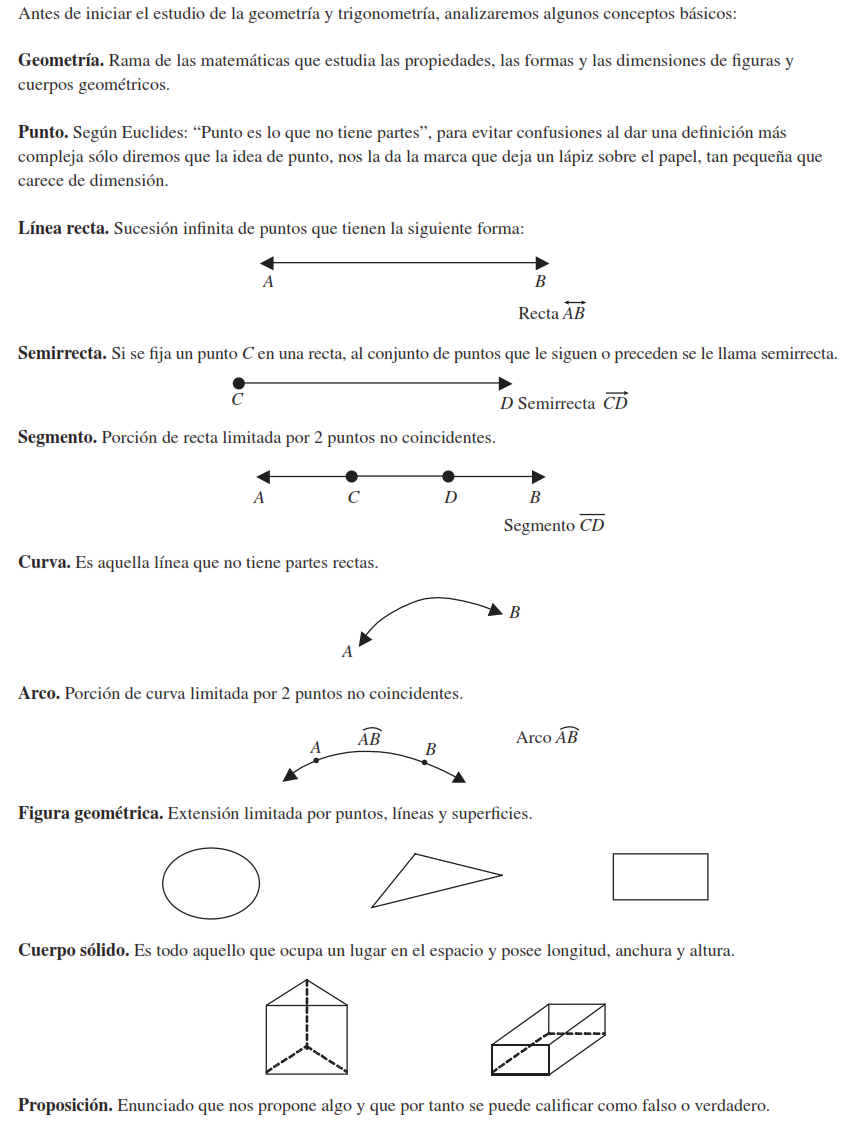 Antes de iniciar el estudio de la geometría y trigonometría, analizaremos algunos conceptos básicos:
Geometría. Rama de las matemáticas que estudia las propiedades, las formas y las dimensiones de figuras y
cuerpos geométricos.
Punto. Según Euclides: “Punto es lo que no tiene partes”, para evitar confusiones al dar una definición más
compleja sólo diremos que la idea de punto, nos la da la marca que deja un lápiz sobre el papel, tan pequeña que
carece de dimensión.
Línea recta. Sucesión infinita de puntos que tienen la siguiente forma:
A B
Recta AB
Semirrecta. Si se fija un punto C en una recta, al conjunto de puntos que le siguen o preceden se le llama semirrecta.
C D Semirrecta CD
Segmento. Porción de recta limitada por 2 puntos no coincidentes.
A C D B
Segmento CD
Curva. Es aquella línea que no tiene partes rectas.
B
A
Arco. Porción de curva limitada por 2 puntos no coincidentes.
A AB B Arco AB
Figura geométrica. Extensión limitada por puntos, líneas y superficies.
Cuerpo sólido. Es todo aquello que ocupa un lugar en el espacio y posee longitud, anchura y altura.
Proposición. Enunciado que nos propone algo y que por tanto se puede calificar como falso o verdadero.